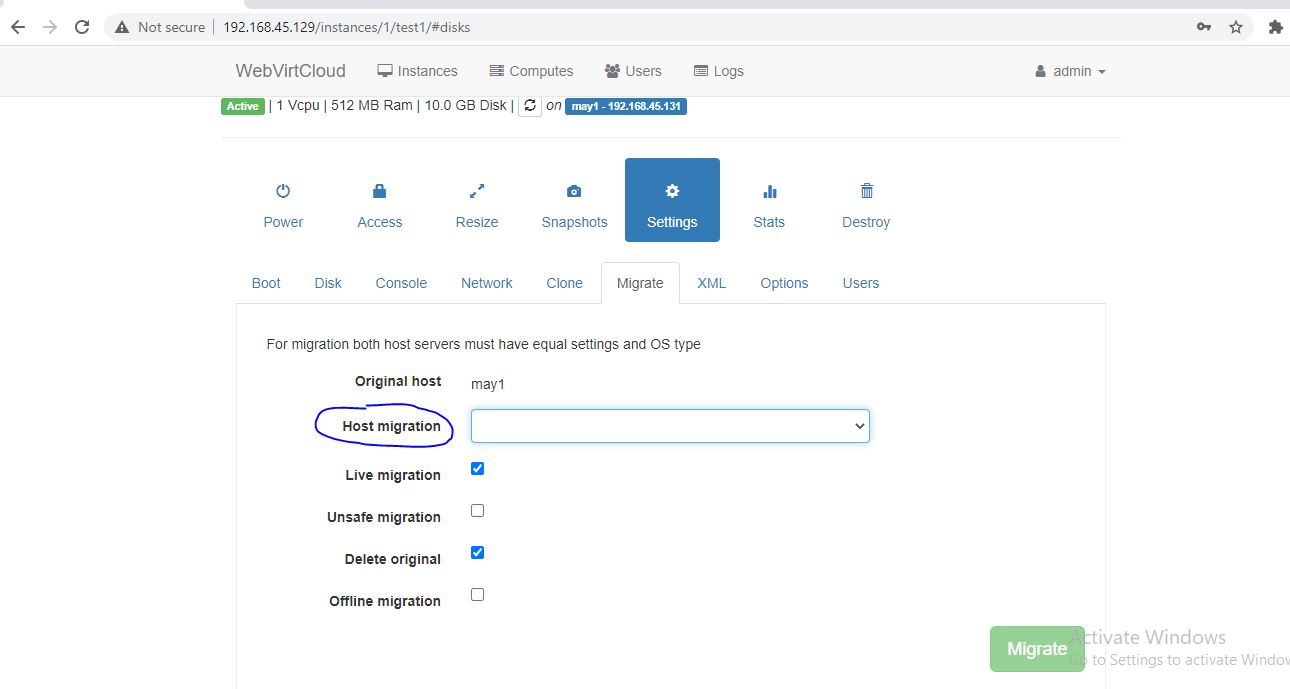 Not secure | 192.168.45.129/instances/1/test1/#disks
WebVirtCloud Instances Computes Users Logs admin
Active | 1 Vcpu | 512 MB Ram | 10.0 GB Disk | on may1 - 192.168.45.131
Power Access Resize Snapshots Settings Stats Destroy
Boot Disk Console Network Clone Migrate XML Options Users
For migration both host servers must have equal settings and OS type
Original host may1
Host migration
Live migration
Unsafe migration
Delete original
Offline migration
Activate Windows
Migrate
Go to Settings to activate Window